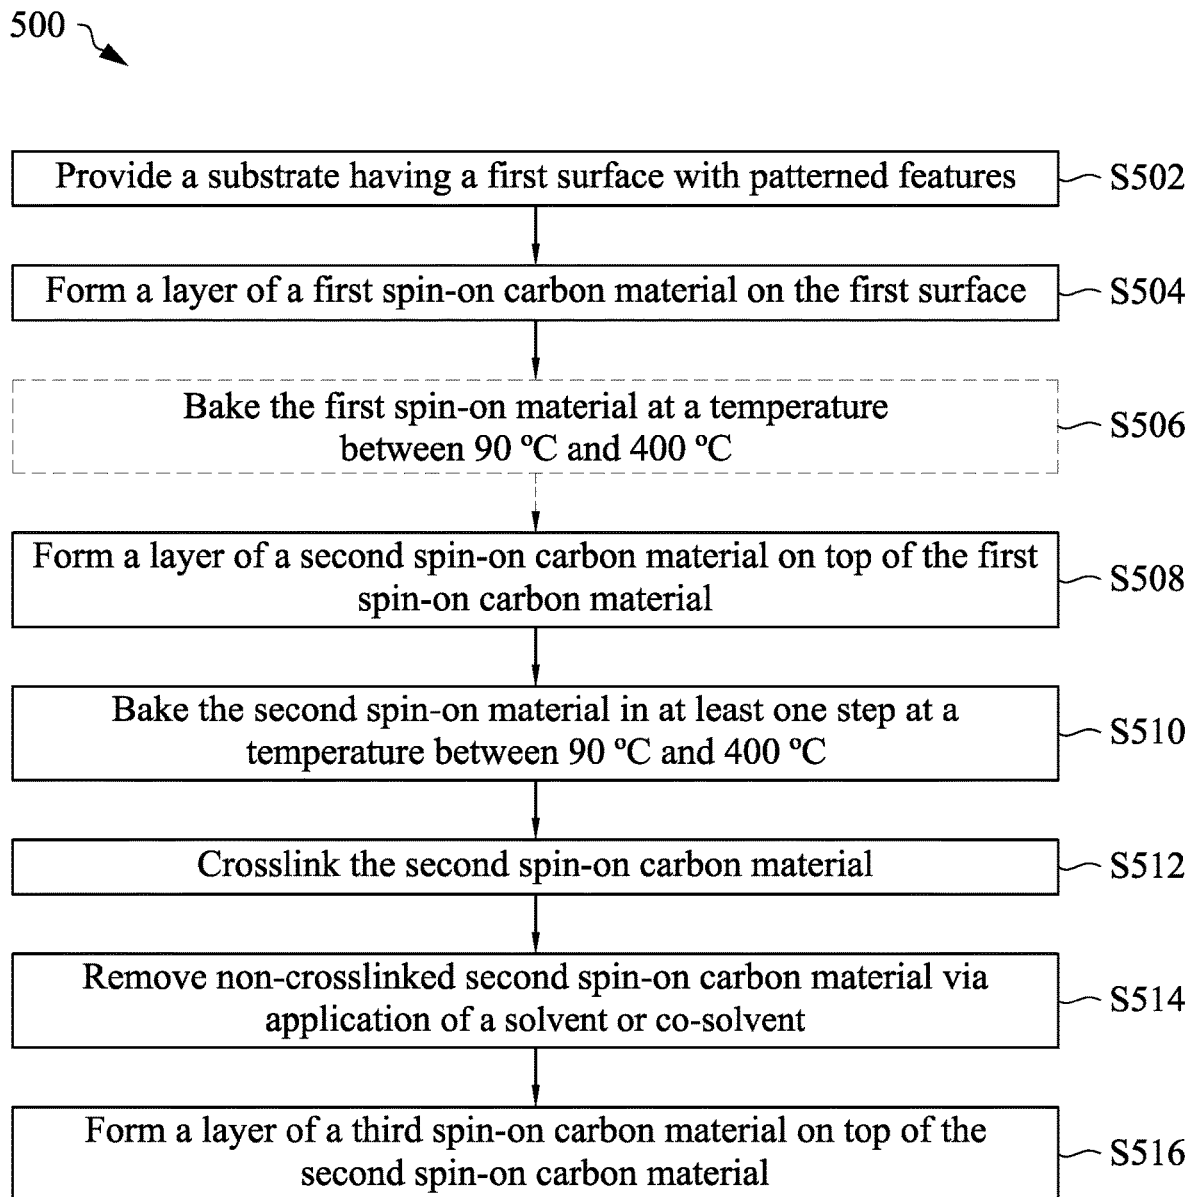 500
Provide a substrate having a first surface with patterned features
S502
Form a layer of a first spin-on carbon material on the first surface
S504
Bake the first spin-on material at a temperature
between 90 ºC and 400 ºC
S506
Form a layer of a second spin-on carbon material on top of the first
spin-on carbon material
S508
Bake the second spin-on material in at least one step at a
temperature between 90 ºC and 400 ºC
S510
Crosslink the second spin-on carbon material
S512
Remove non-crosslinked second spin-on carbon material via
application of a solvent or co-solvent
S514
Form a layer of a third spin-on carbon material on top of the
second spin-on carbon material
S516